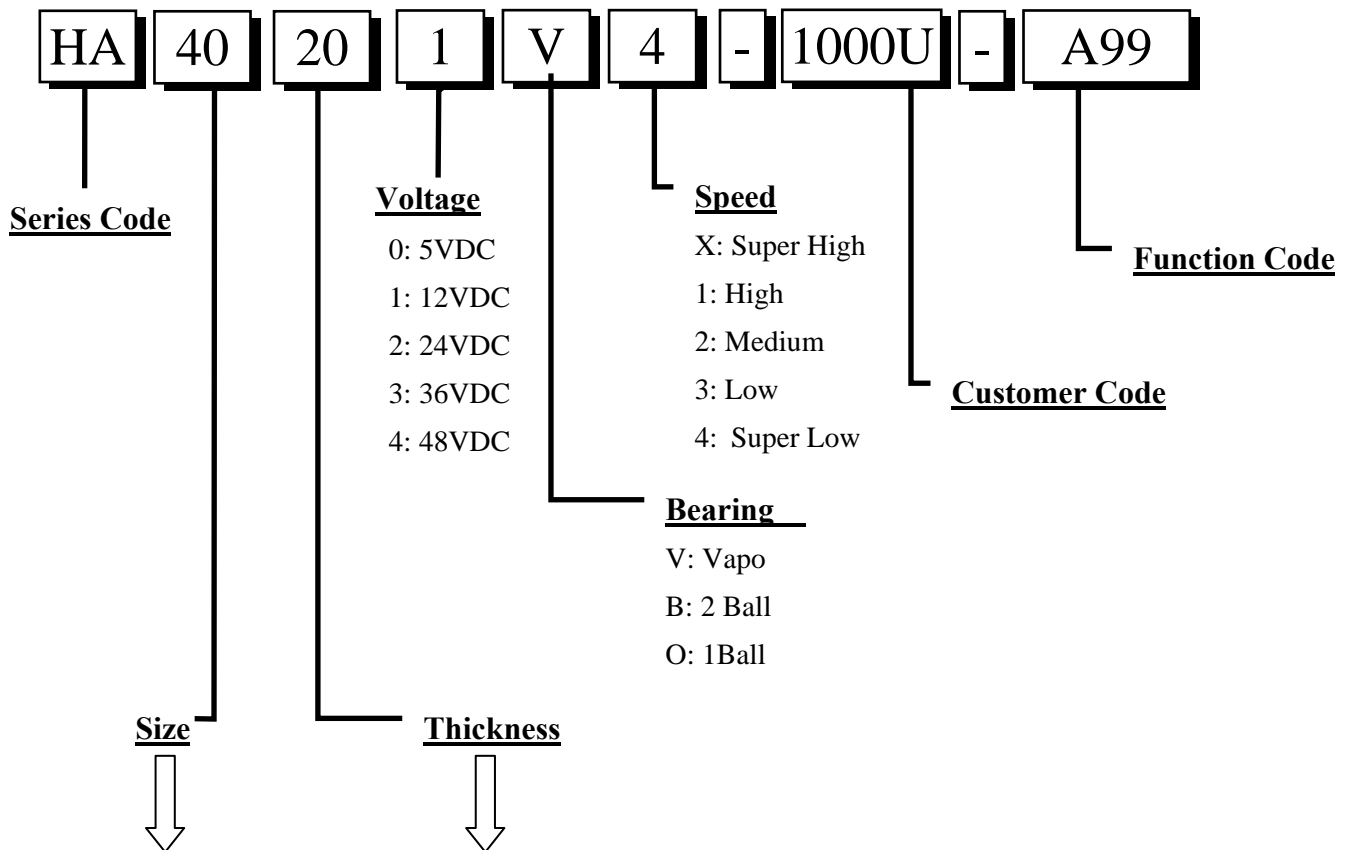 HA 40 20 1 V 4 - 1000U - A99
Series Code
Voltage
0: 5VDC
1: 12VDC
2: 24VDC
3: 36VDC
4: 48VDC
Speed
X: Super High
1: High
2: Medium
3: Low
4: Super Low
Function Code
Customer Code
Bearing
V: Vapo
B: 2 Ball
O: 1Ball
Size
Thickness